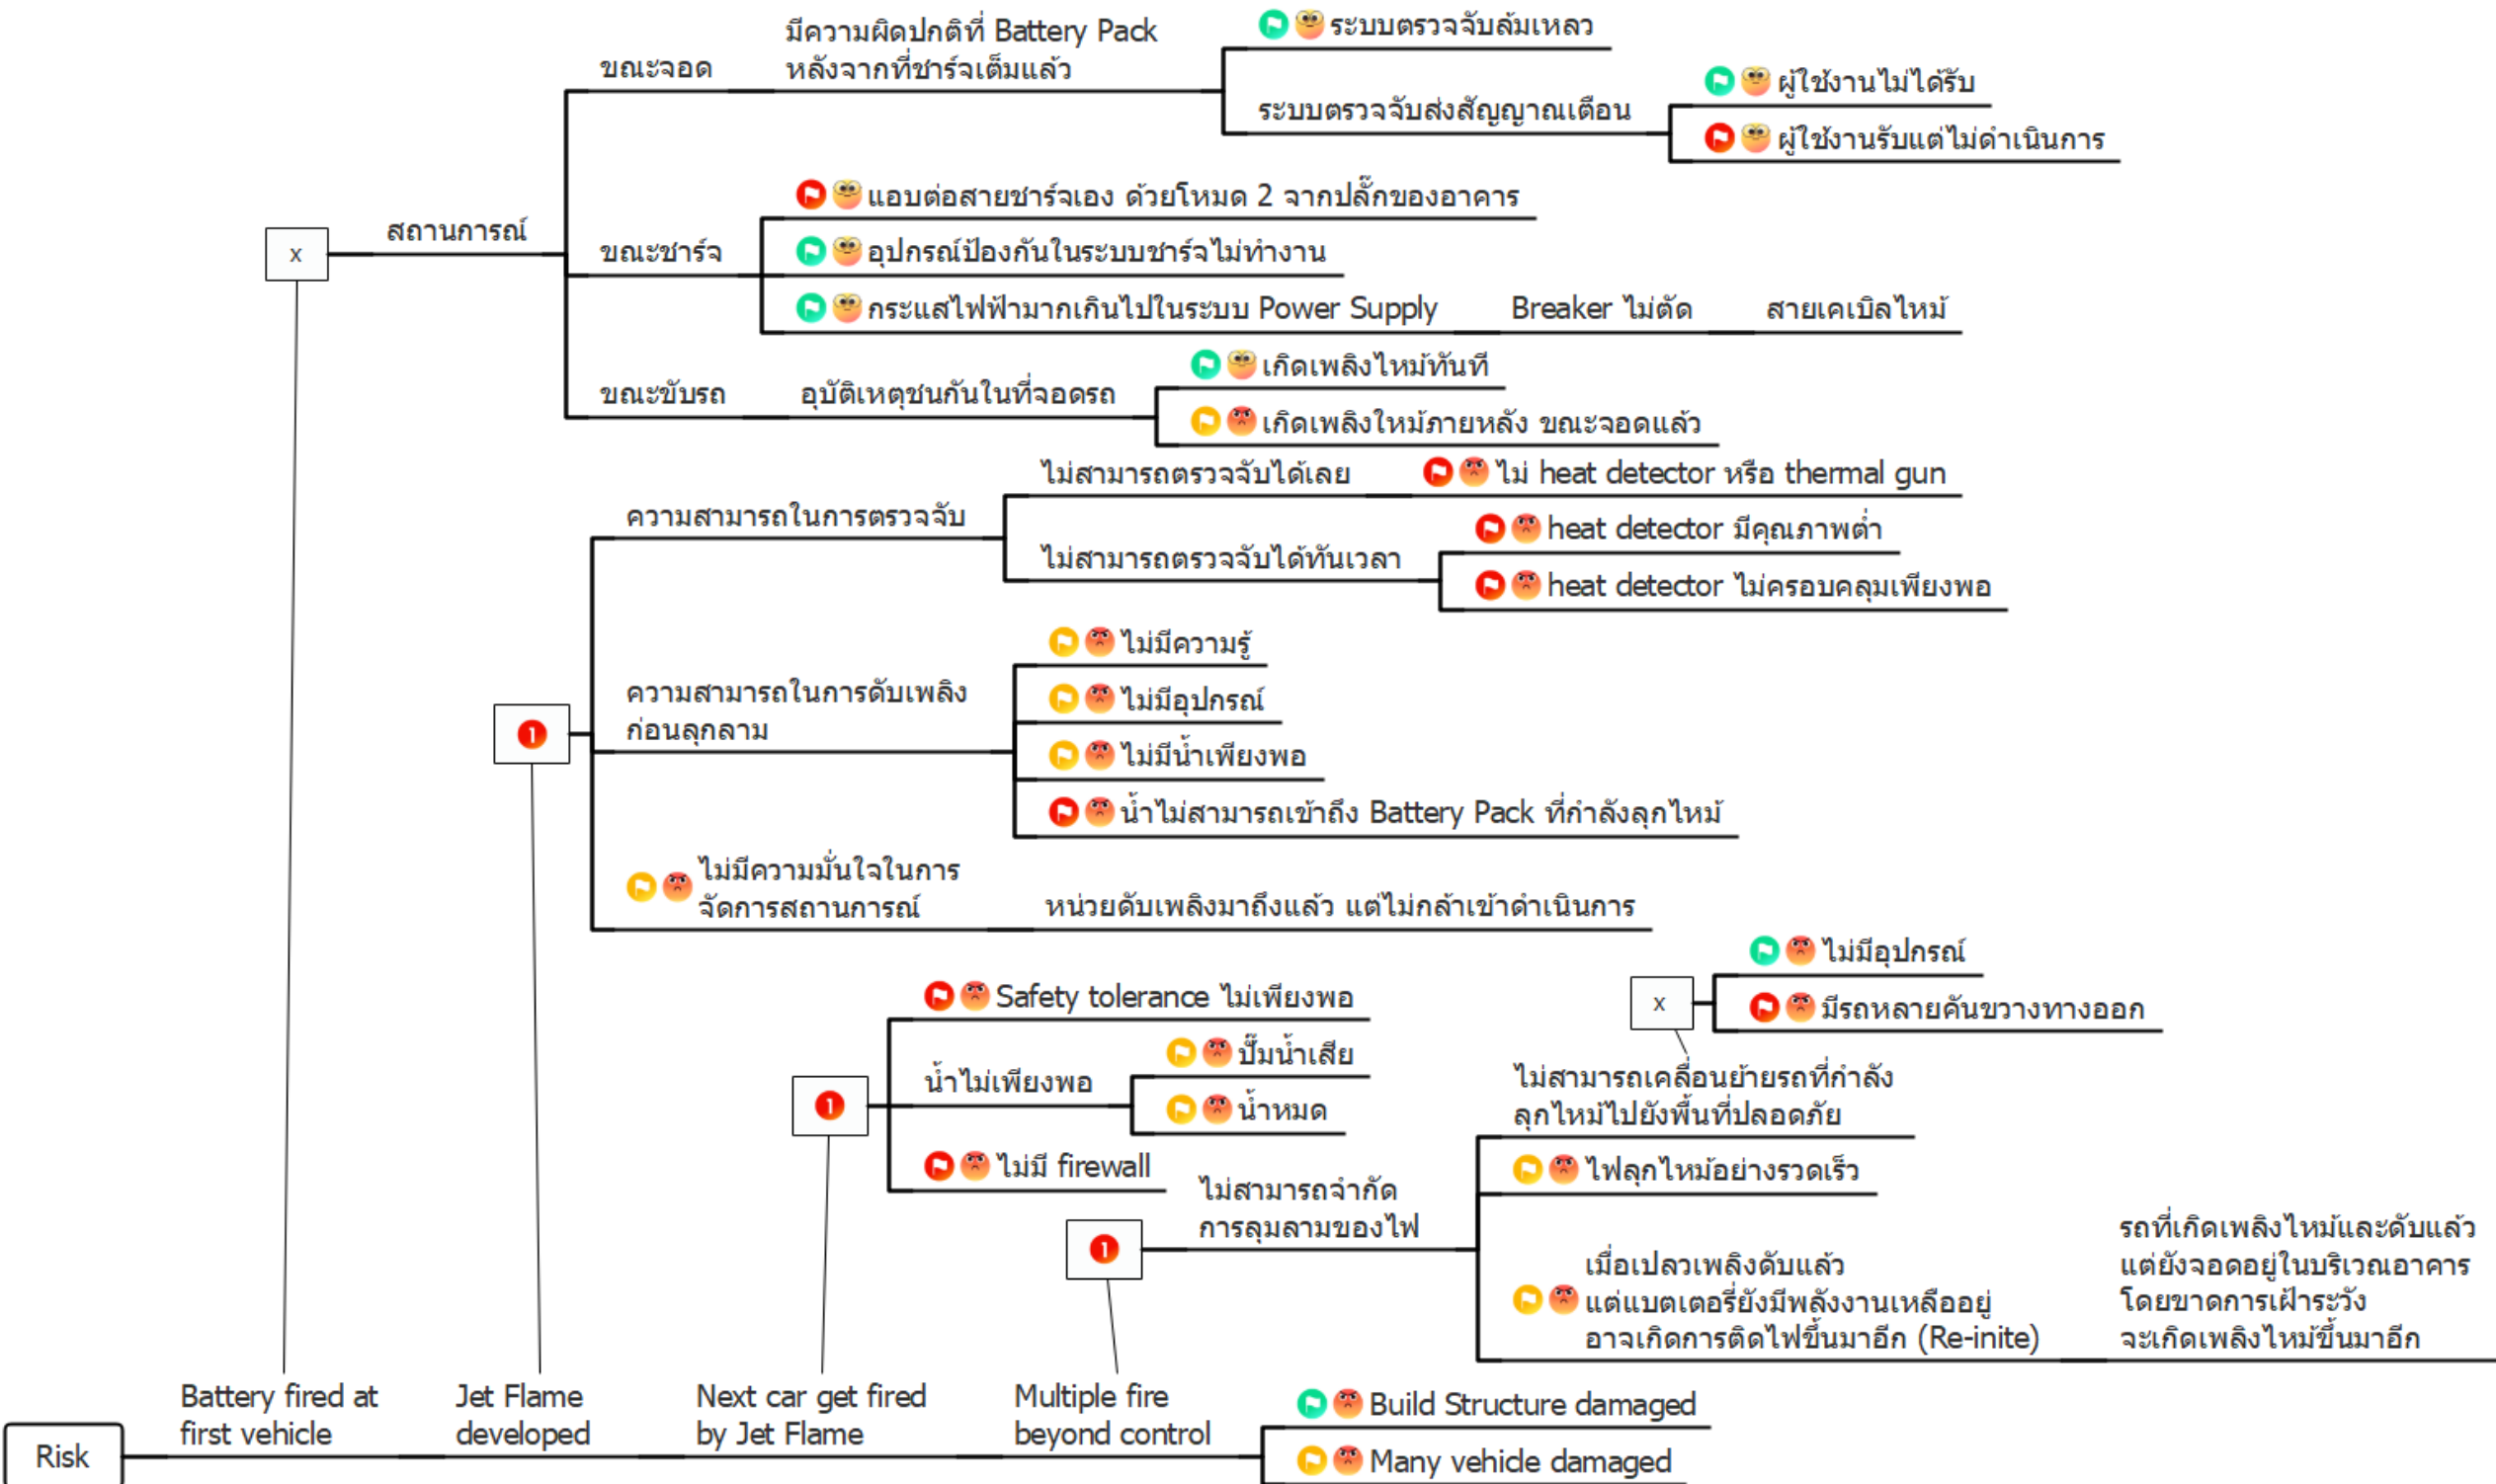 มีความผิดปกติที่ Battery Pack
หลังจากที่ชาร์จเต็มแล้ว
ขณะจอด
ระบบตรวจจับล้มเหลว
ระบบตรวจจับส่งสัญญาณเตือน
ผู้ใช้งานไม่ได้รับ
ผู้ใช้งานรับแต่ไม่ดำเนินการ
x
สถานการณ์
ขณะชาร์จ
แอบต่อสายชาร์จเอง ด้วยโหมด 2 จากปลั๊กของอาคาร
อุปกรณ์ป้องกันในระบบชาร์จไม่ทำงาน
กระแสไฟฟ้ามากเกินไปในระบบ Power Supply
Breaker ไม่ตัด
สายเคเบิลไหม้
ขณะขับรถ
อุบัติเหตุชนกันในที่จอดรถ
เกิดเพลิงไหม้ทันที
เกิดเพลิงใหม้ภายหลัง ขณะจอดแล้ว
1
ความสามารถในการตรวจจับ
ไม่สามารถตรวจจับได้เลย
ไม่ heat detector หรือ thermal gun
ไม่สามารถตรวจจับได้ทันเวลา
heat detector มีคุณภาพต่ำ
heat detector ไม่ครอบคลุมเพียงพอ
ความสามารถในการดับเพลิง
ก่อนลุกลาม
ไม่มีความรู้
ไม่มีอุปกรณ์
ไม่มีน้ำเพียงพอ
น้ำไม่สามารถเข้าถึง Battery Pack ที่กำลังลุกไหม้
ไม่มีความมั่นใจในการ
จัดการสถานการณ์
หน่วยดับเพลิงมาถึงแล้ว แต่ไม่กล้าเข้าดำเนินการ
1
Safety tolerance ไม่เพียงพอ
น้ำไม่เพียงพอ
ปั๊มน้ำเสีย
น้ำหมด
ไม่มี firewall
x
ไม่มีอุปกรณ์
มีรถหลายคันขวางทางออก
1
ไม่สามารถจำกัด
การลุมลามของไฟ
ไม่สามารถเคลื่อนย้ายรถที่กำลัง
ลุกไหม้ไปยังพื้นที่ปลอดภัย
ไฟลุกไหม้อย่างรวดเร็ว
เมื่อเปลวเพลิงดับแล้ว
แต่แบตเตอรี่ยังมีพลังงานเหลืออยู่
อาจเกิดการติดไฟขึ้นมาอีก (Re-inite)
รถที่เกิดเพลิงไหม้และดับแล้ว
แต่ยังจอดอยู่ในบริเวณอาคาร
โดยขาดการเฝ้าระวัง
จะเกิดเพลิงไหม้ขึ้นมาอีก
Risk
Battery fired at
first vehicle
Jet Flame
developed
Next car get fired
by Jet Flame
Multiple fire
beyond control
Build Structure damaged
Many vehicle damaged